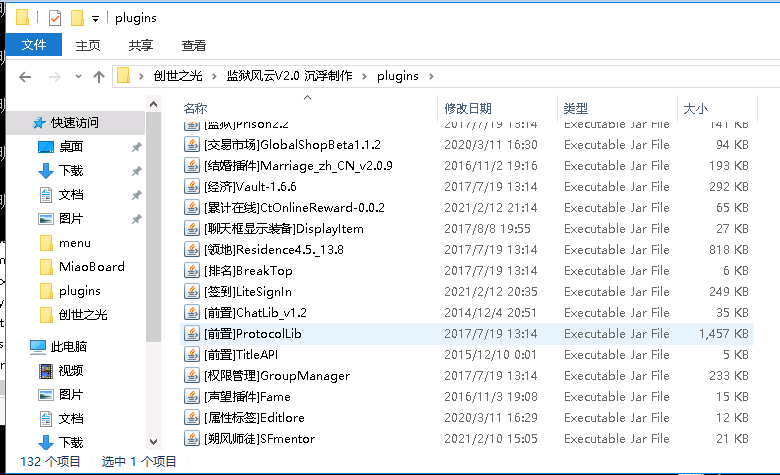 plugins
文件 主页 共享 查看
创世之光 监狱风云V2.0 沉浮制作 plugins
名称 修改日期 类型 大小
[监狱]Prison2.2 2017/7/19 13:14 Executable Jar File 141 KB
快速访问
[交易市场]GlobalShopBeta1.1.2 2020/3/11 16:30 Executable Jar File 94 KB
桌面
[结婚插件]Marriage_zh_CN_v2.0.9 2016/11/2 19:16 Executable Jar File 193 KB
下载
[经济]Vault-1.6.6 2017/7/19 13:14 Executable Jar File 292 KB
文档
[累计在线]CtOnlineReward-0.0.2 2021/2/12 21:14 Executable Jar File 65 KB
图片
[聊天框显示装备]DisplayItem 2017/8/8 19:55 Executable Jar File 27 KB
menu
[领地]Residence4.5._13.8 2017/7/19 13:14 Executable Jar File 818 KB
MiaoBoard
[排名]BreakTop 2017/7/19 13:14 Executable Jar File 6 KB
plugins
[签到]LiteSignIn 2021/2/12 20:35 Executable Jar File 249 KB
创世之光
[前置]ChatLib_v1.2 2014/12/4 20:51 Executable Jar File 35 KB
[前置]ProtocolLib 2017/7/19 13:14 Executable Jar File 1,457 KB
此电脑
[前置]TitleAPI 2015/12/10 0:01 Executable Jar File 5 KB
视频
[权限管理]GroupManager 2017/7/19 13:14 Executable Jar File 233 KB
图片
[声望插件]Fame 2016/11/3 19:08 Executable Jar File 15 KB
文档
[属性标签]Editlore 2020/3/11 16:29 Executable Jar File 12 KB
下载
[朔风师徒]SFmentor 2021/2/10 15:05 Executable Jar File 21 KB
132 个项目 选中 1 个项目